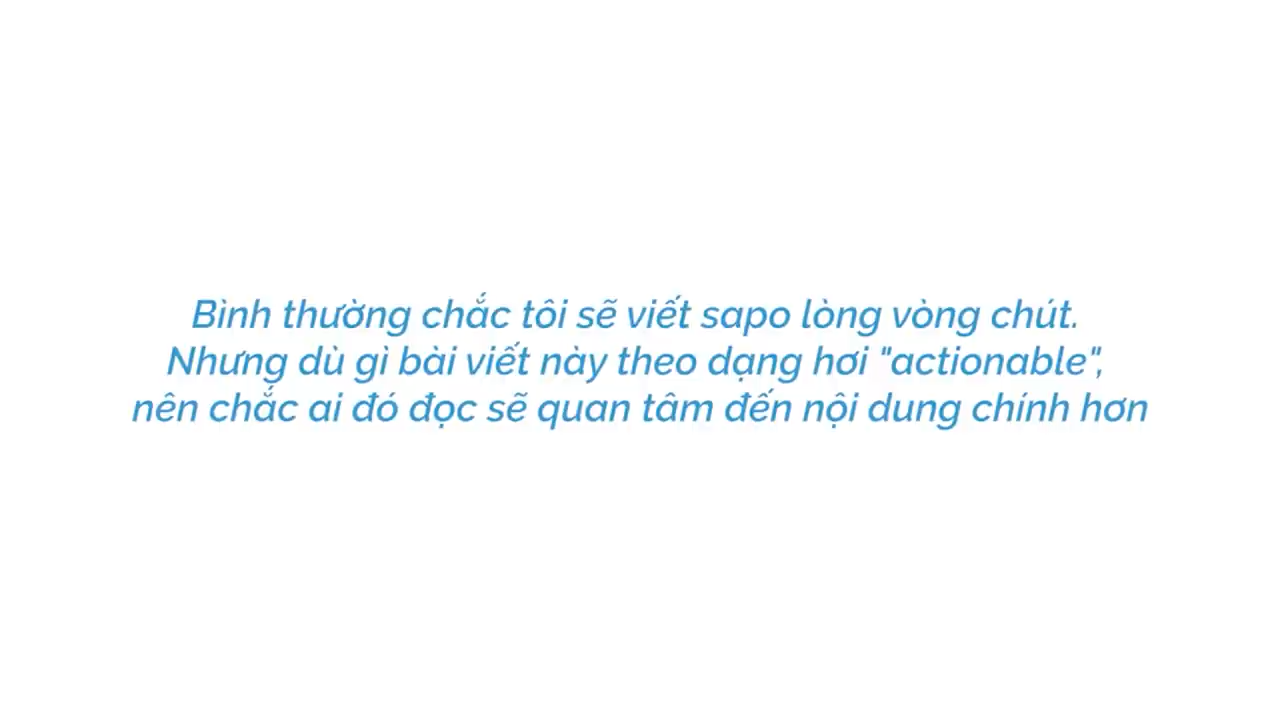 Bình thường chắc tôi sẽ viết sapo lòng vòng chút.
Nhưng dù gì bài viết này theo dạng hơi "actionable",
nên chắc ai đó đọc sẽ quan tâm đến nội dung chính hơn